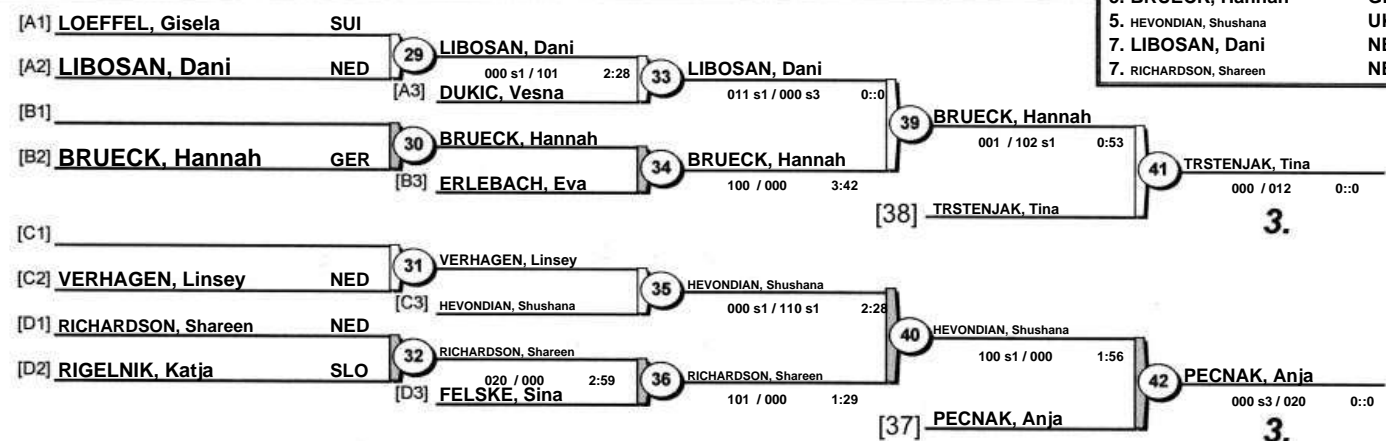 3. BRUECK, Hannah
5. HEVONDIAN, Shushana
7. LIBOSAN, Dani
7. RICHARDSON, Shareen
[A1] LOEFFEL, Gisela SUI
[A2] LIBOSAN, Dani NED
29
LIBOSAN, Dani
000 s1 / 101 2:28
[A3] DUKIC, Vesna
33
LIBOSAN, Dani
011 s1 / 000 s3 0::0
[B1]
[B2] BRUECK, Hannah GER
30
BRUECK, Hannah
[B3] ERLEBACH, Eva
34
BRUECK, Hannah
100 / 000 3:42
39
BRUECK, Hannah
001 / 102 s1 0:53
[38] TRSTENJAK, Tina
41
TRSTENJAK, Tina
000 / 012 0::0
3.
[C1]
[C2] VERHAGEN, Linsey NED
31
VERHAGEN, Linsey
[C3] HEVONDIAN, Shushana
35
HEVONDIAN, Shushana
000 s1 / 110 s1 2:28
[D1] RICHARDSON, Shareen NED
[D2] RIGELNIK, Katja SLO
32
RICHARDSON, Shareen
020 / 000 2:59
[D3] FELSKE, Sina
36
RICHARDSON, Shareen
101 / 000 1:29
40
HEVONDIAN, Shushana
100 s1 / 000 1:56
[37] PECNAK, Anja
42
PECNAK, Anja
000 s3 / 020 0::0
3.